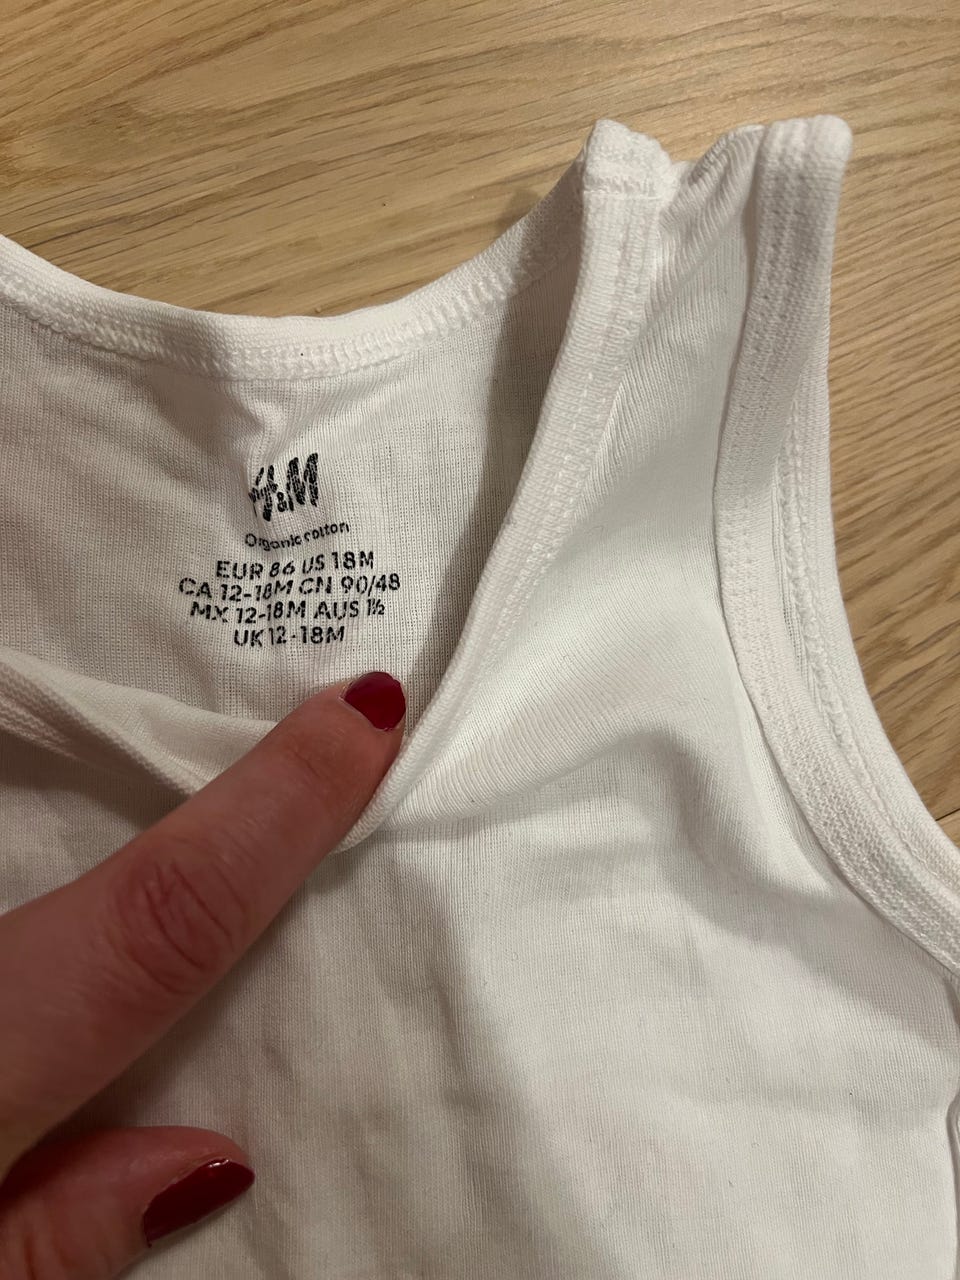 H&M
Organic cotton
EUR 86 US 18M
CA 12-18M CN 90/48
MX 12-18M AUS 1½
UK 12-18M